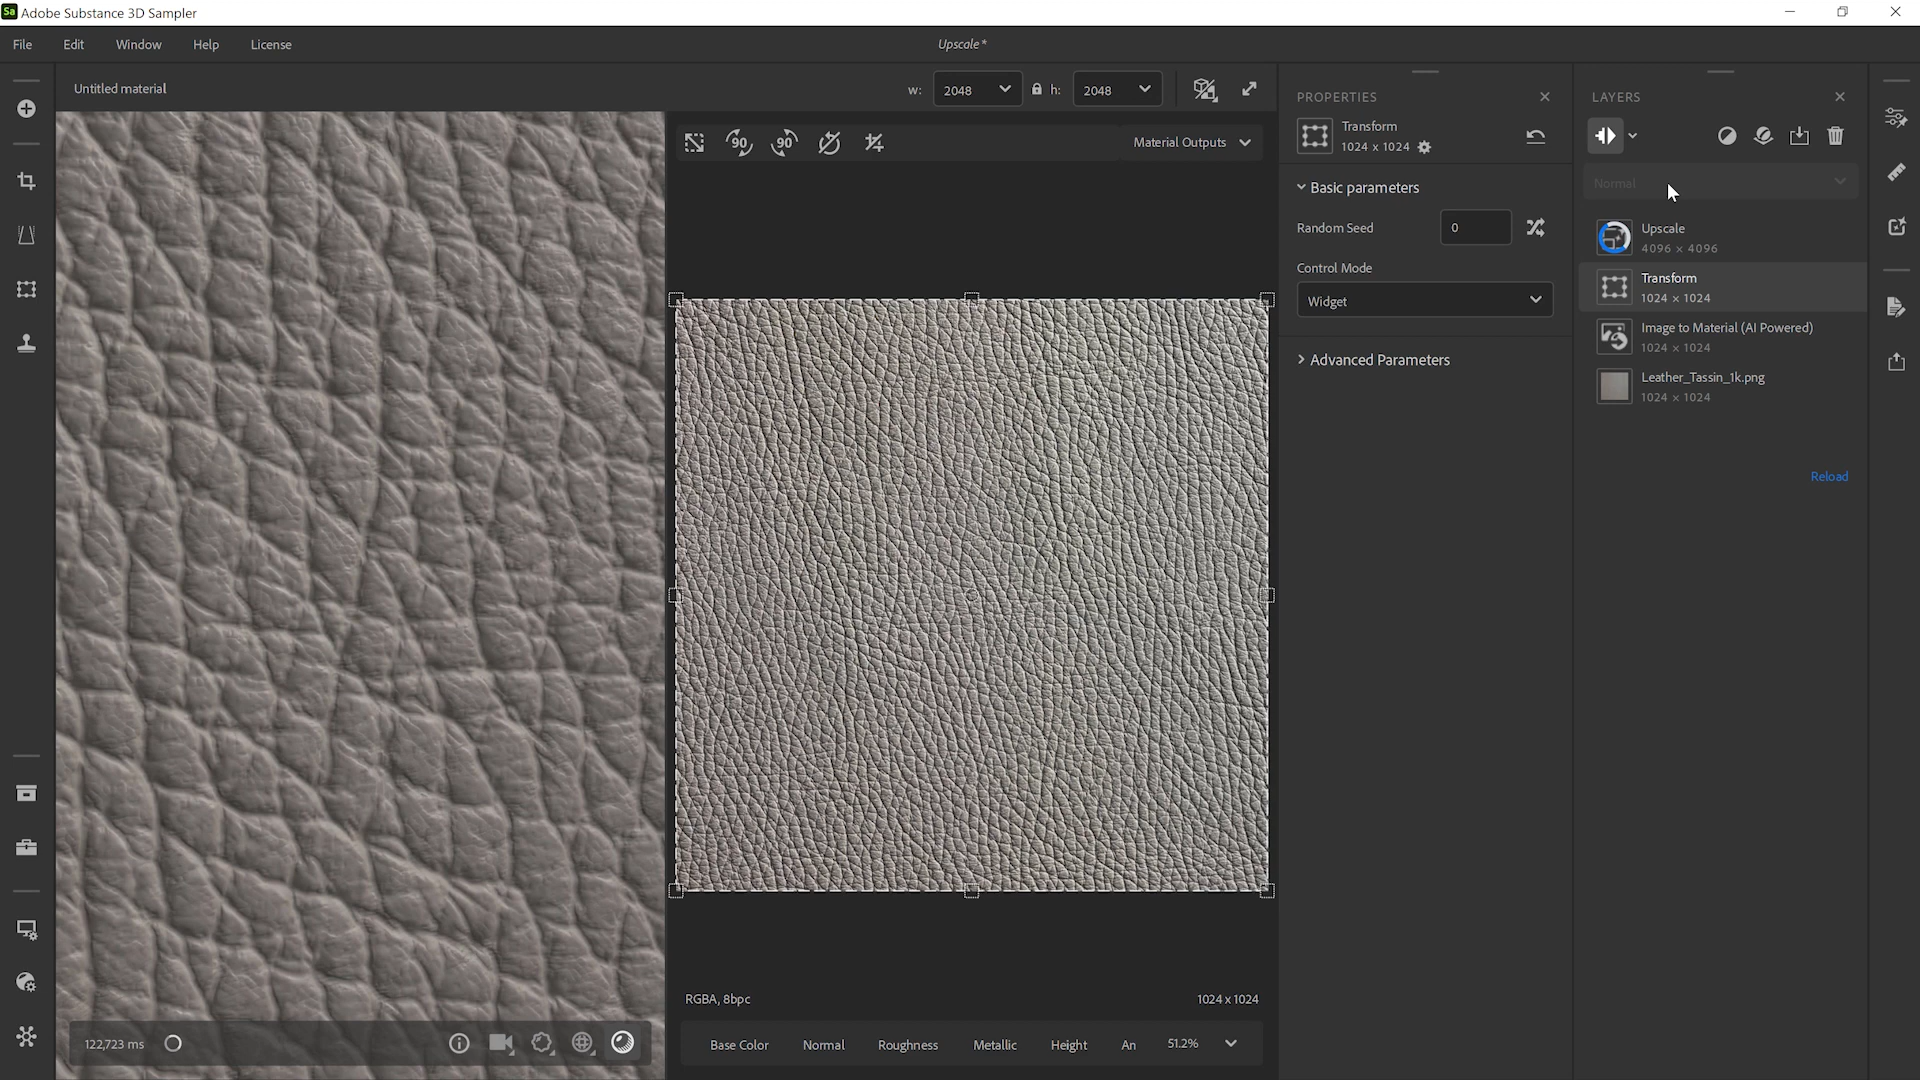 Sa Adobe Substance 3D Sampler
File Edit Window Help License Upscale*
Untitled material w: 2048 h: 2048
90 90 Material Outputs
RGBA, 8bpc 1024 x 1024
122,723 ms
Base Color Normal Roughness Metallic Height An 51.2%
PROPERTIES
Transform
1024 x 1024
Basic parameters
Random Seed 0
Control Mode
Widget
Advanced Parameters
LAYERS
Normal
Upscale
4096 × 4096
Transform
1024 × 1024
Image to Material (AI Powered)
1024 × 1024
Leather_Tassin_1k.png
1024 × 1024
Reload